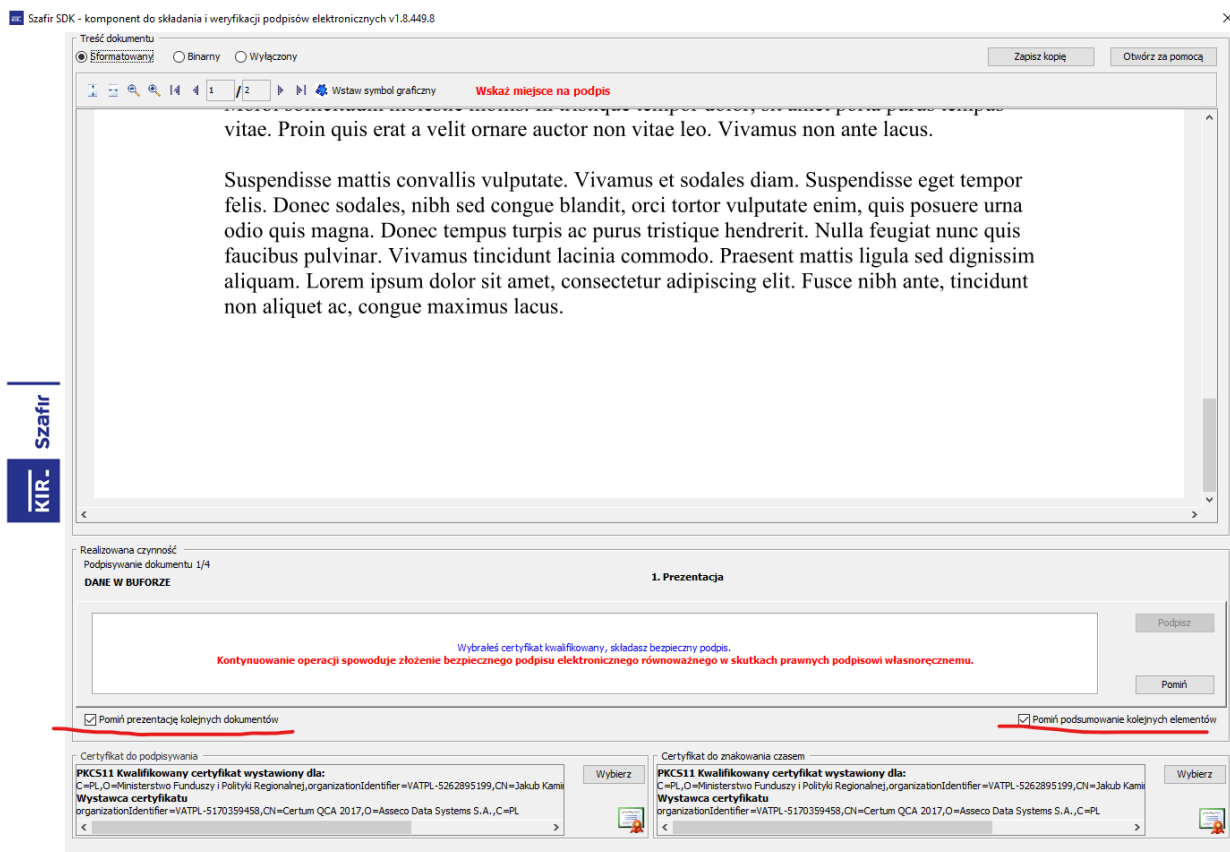 Szafir SDK - komponent do składania i weryfikacji podpisów elektronicznych v1.8.449.8
Treść dokumentu
Sformatowany Binarny Wyłączony Zapisz kopię Otwórz za pomocą
1 / 2 Wstaw symbol graficzny Wskaż miejsce na podpis
vitae. Proin quis erat a velit ornare auctor non vitae leo. Vivamus non ante lacus.
Suspendisse mattis convallis vulputate. Vivamus et sodales diam. Suspendisse eget tempor
felis. Donec sodales, nibh sed congue blandit, orci tortor vulputate enim, quis posuere urna
odio quis magna. Donec tempus turpis ac purus tristique hendrerit. Nulla feugiat nunc quis
faucibus pulvinar. Vivamus tincidunt lacinia commodo. Praesent mattis ligula sed dignissim
aliquam. Lorem ipsum dolor sit amet, consectetur adipiscing elit. Fusce nibh ante, tincidunt
non aliquet ac, congue maximus lacus.
KIR Szafir
Realizowana czynność
Podpisywanie dokumentu 1/4
DANE W BUFORZE
1. Prezentacja
Podpisz
Wybrałeś certyfikat kwalifikowany, składasz bezpieczny podpis.
Kontynuowanie operacji spowoduje złożenie bezpiecznego podpisu elektronicznego równoważnego w skutkach prawnych podpisowi własnoręcznemu.
Pomiń
Pomiń prezentację kolejnych dokumentów
Pomiń podsumowanie kolejnych elementów
Certyfikat do podpisywania
PKCS11 Kwalifikowany certyfikat wystawiony dla:
C=PL,O=Ministerstwo Funduszy i Polityki Regionalnej,organizationIdentifier=VATPL-5262895199,CN=Jakub Kami
Wystawca certyfikatu
organizationIdentifier=VATPL-5170359458,CN=Certum QCA 2017,O=Asseco Data Systems S.A.,C=PL
Wybierz
Certyfikat do znakowania czasem
PKCS11 Kwalifikowany certyfikat wystawiony dla:
C=PL,O=Ministerstwo Funduszy i Polityki Regionalnej,organizationIdentifier=VATPL-5262895199,CN=Jakub Kami
Wystawca certyfikatu
organizationIdentifier=VATPL-5170359458,CN=Certum QCA 2017,O=Asseco Data Systems S.A.,C=PL
Wybierz